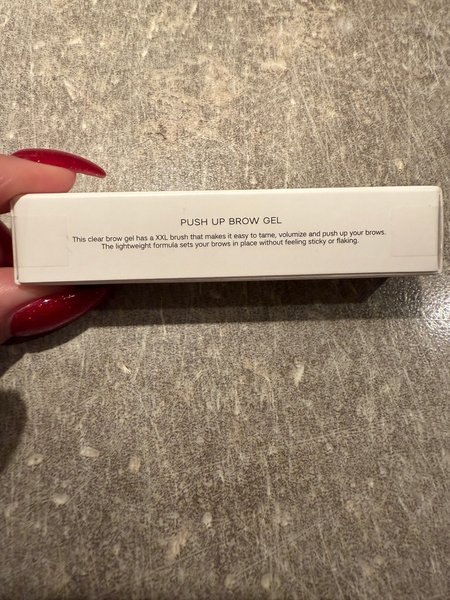 PUSH UP BROW GEL
This clear brow gel has a XXL brush that makes it easy to tame, volumize and push up your brows.
The lightweight formula sets your brows in place without feeling sticky or flaking.